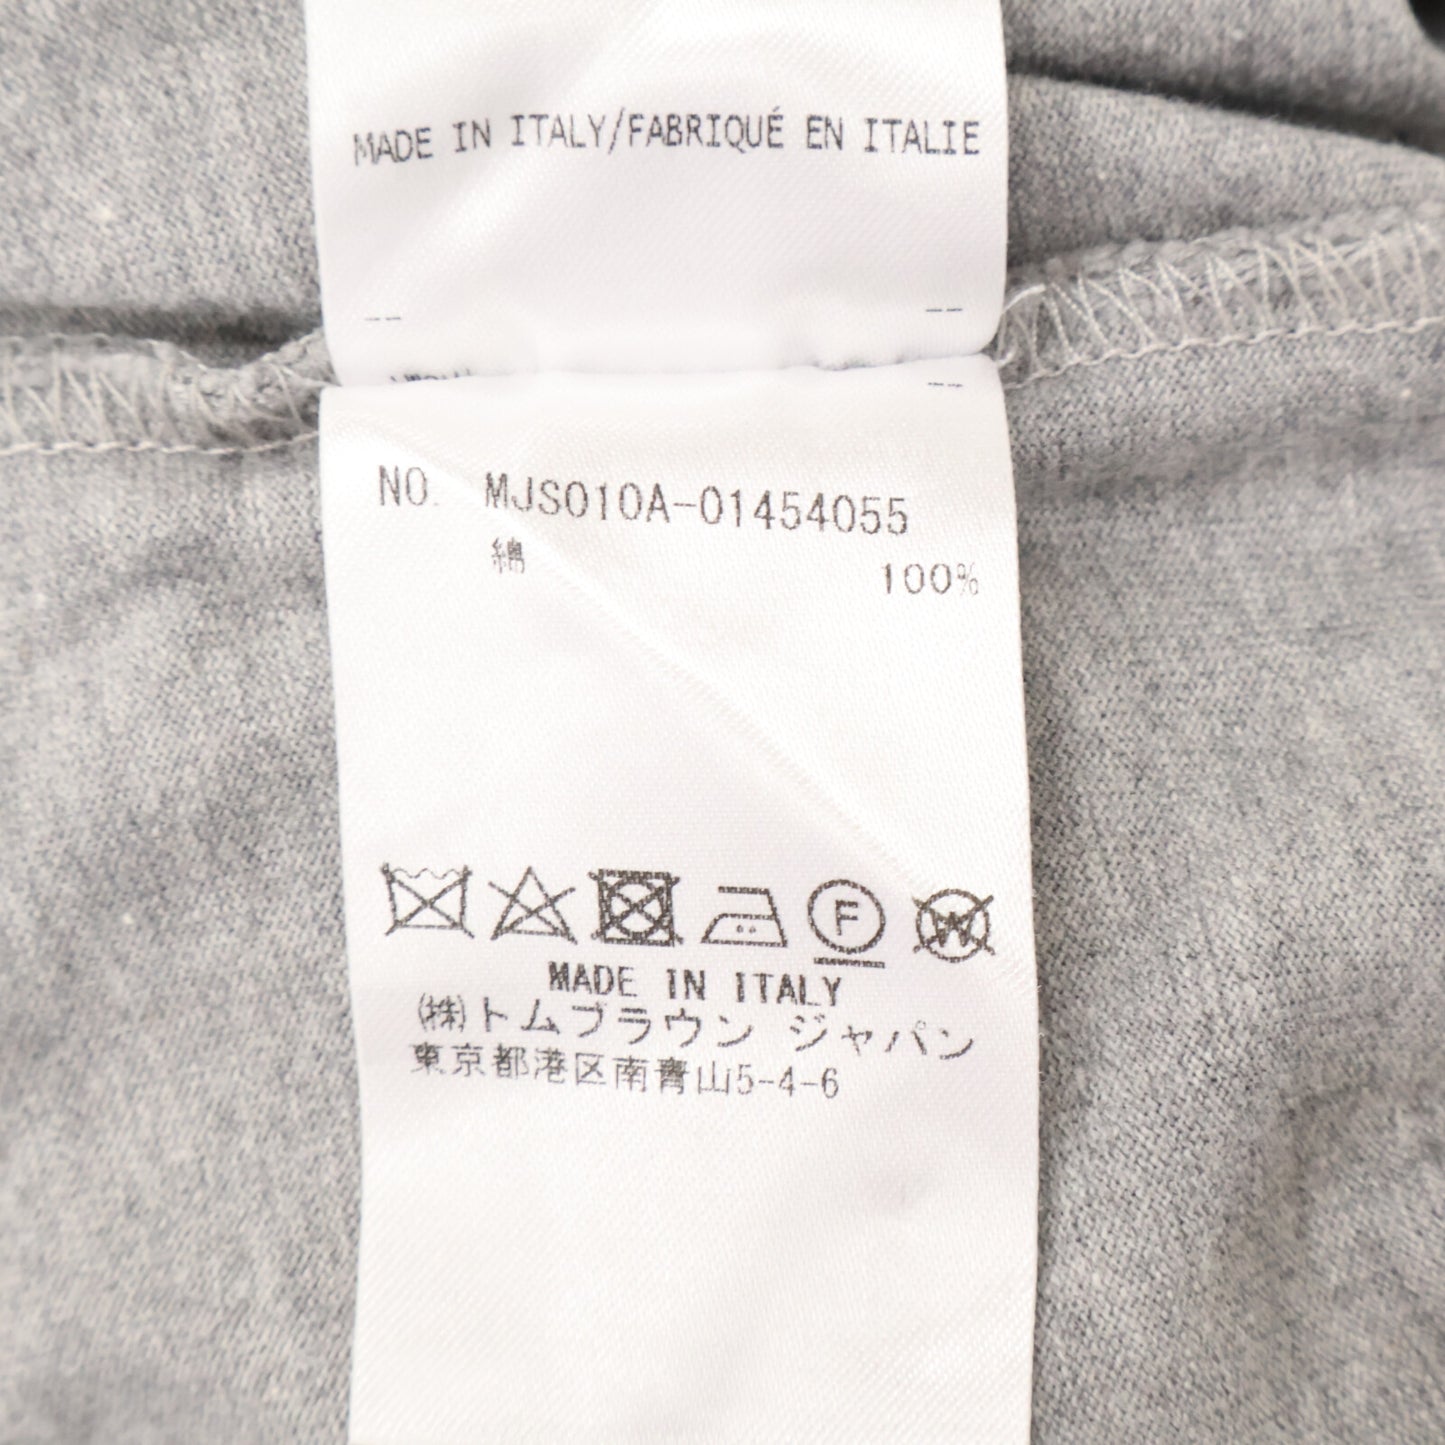 MADE IN ITALY/FABRIQUÉ EN ITALIE
NO. MJS010A-01454055
綿 100%
F
W
MADE IN ITALY
(株)トムブラウン ジャパン
東京都港区南青山5-4-6